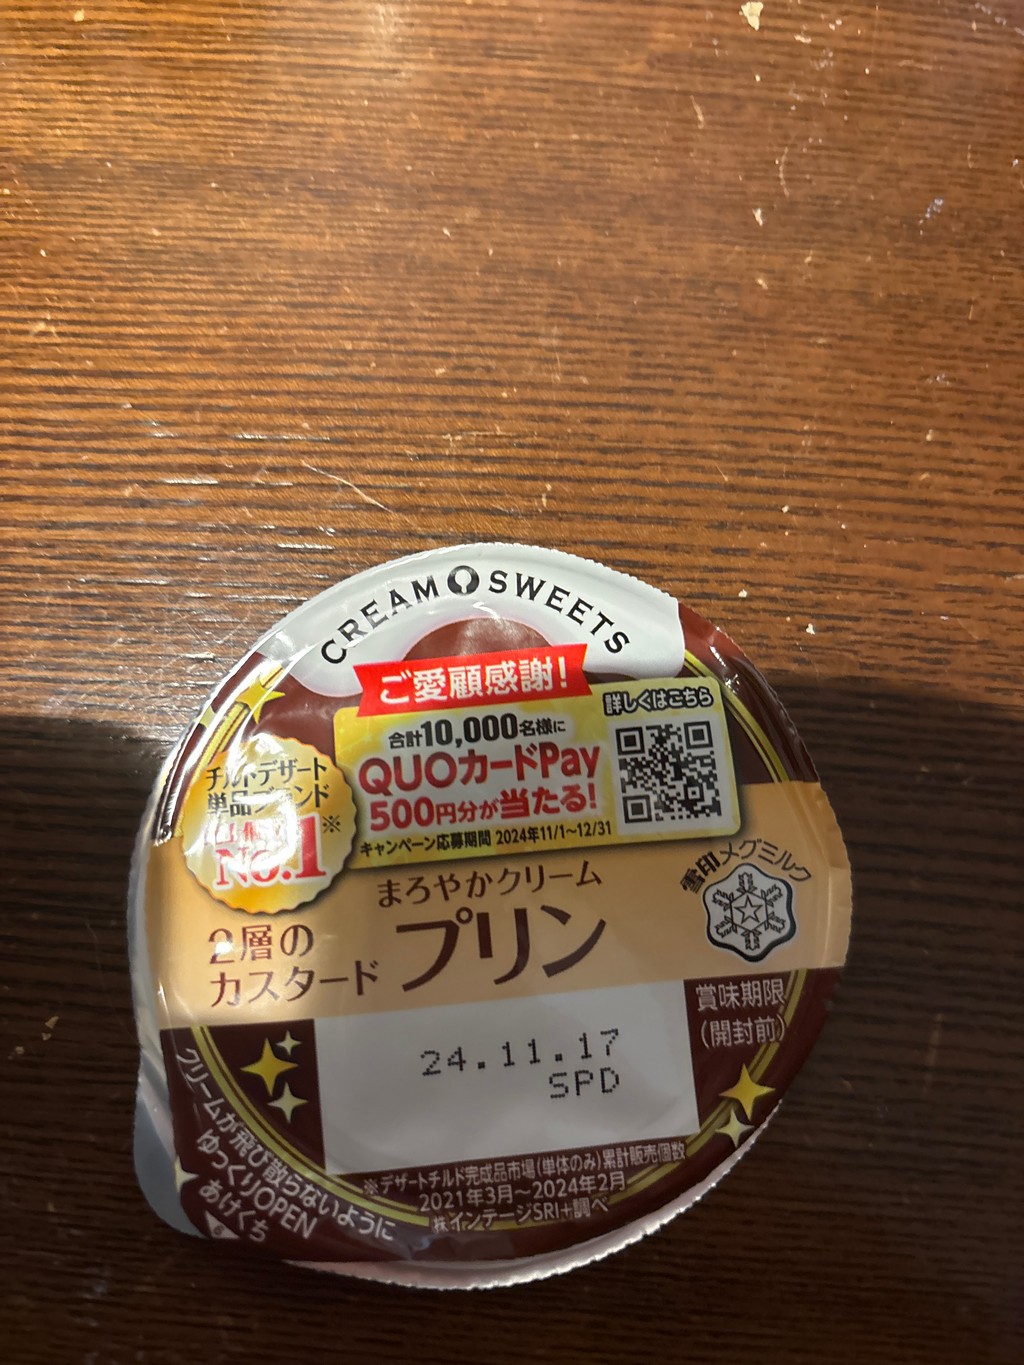 CREAM SWEETS
ご愛顧感謝!
詳しくはこちら
合計10,000名様に
QUOカードPay
500円分が当たる!
キャンペーン応募期間 2024年11/1~12/31
チルドデザート
単品ブランド
No.1※
まろやかクリーム
プリン
2層の
カスタード
雪印メグミルク
賞味期限
(開封前)
24.11.17
SPD
クリームが飛び散らないように
ゆっくりOPEN
あけくち
※デザートチルド完成品市場(単体のみ)累計販売個数
2021年3月~2024年2月
㈱インテージSRI+調べ